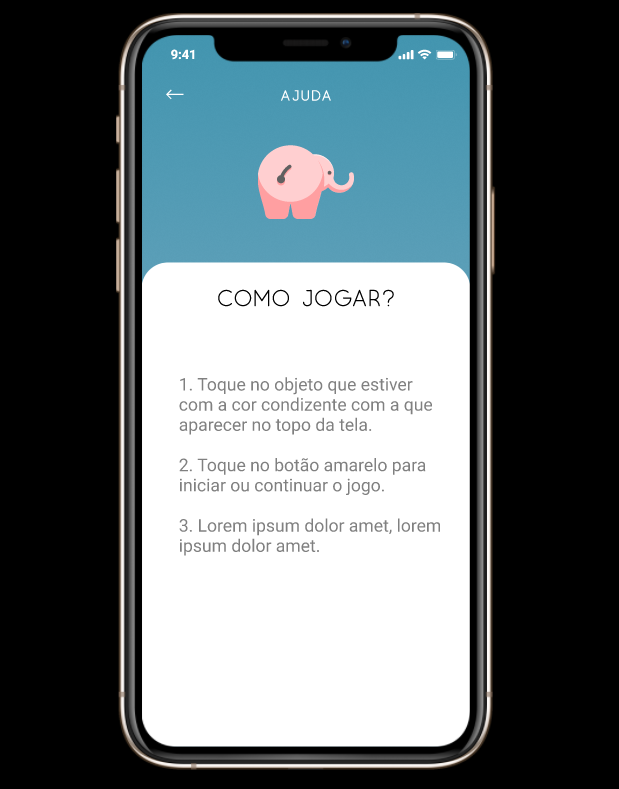 9:41
AJUDA
COMO JOGAR?
1. Toque no objeto que estiver
com a cor condizente com a que
aparecer no topo da tela.
2. Toque no botão amarelo para
iniciar ou continuar o jogo.
3. Lorem ipsum dolor amet, lorem
ipsum dolor amet.